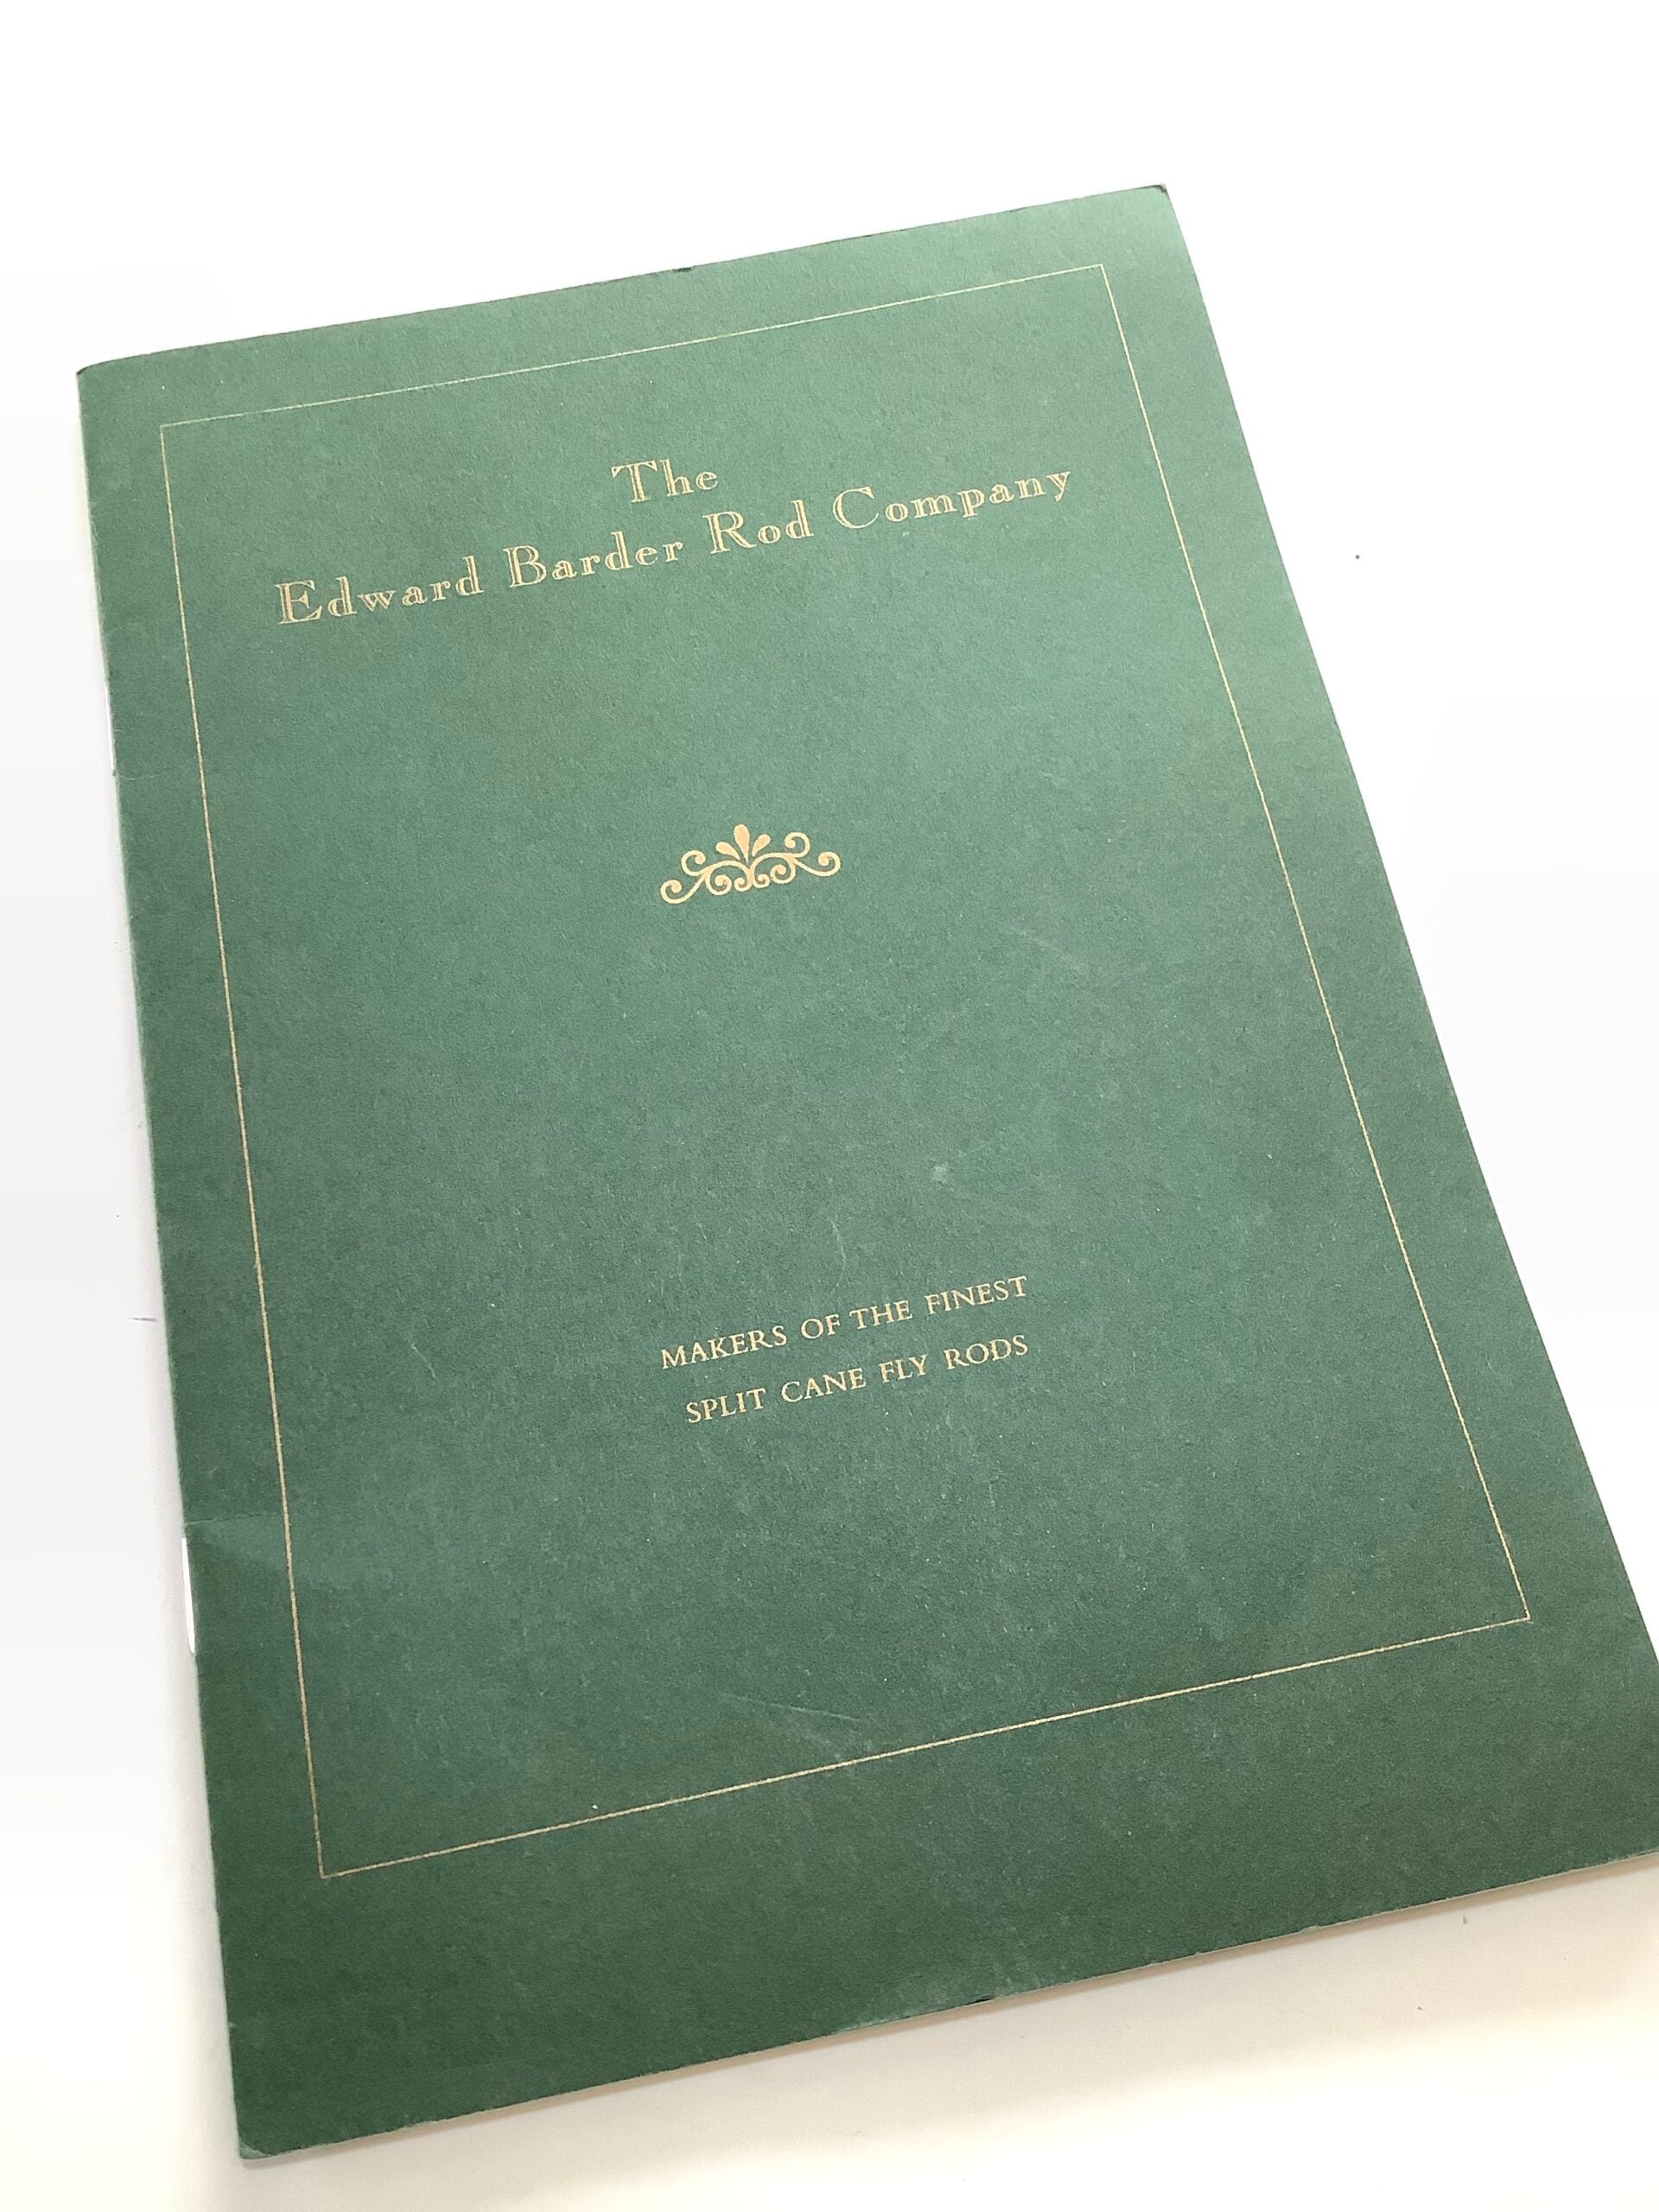 The
Edward Barder Rod Company
MAKERS OF THE FINEST
SPLIT CANE FLY RODS